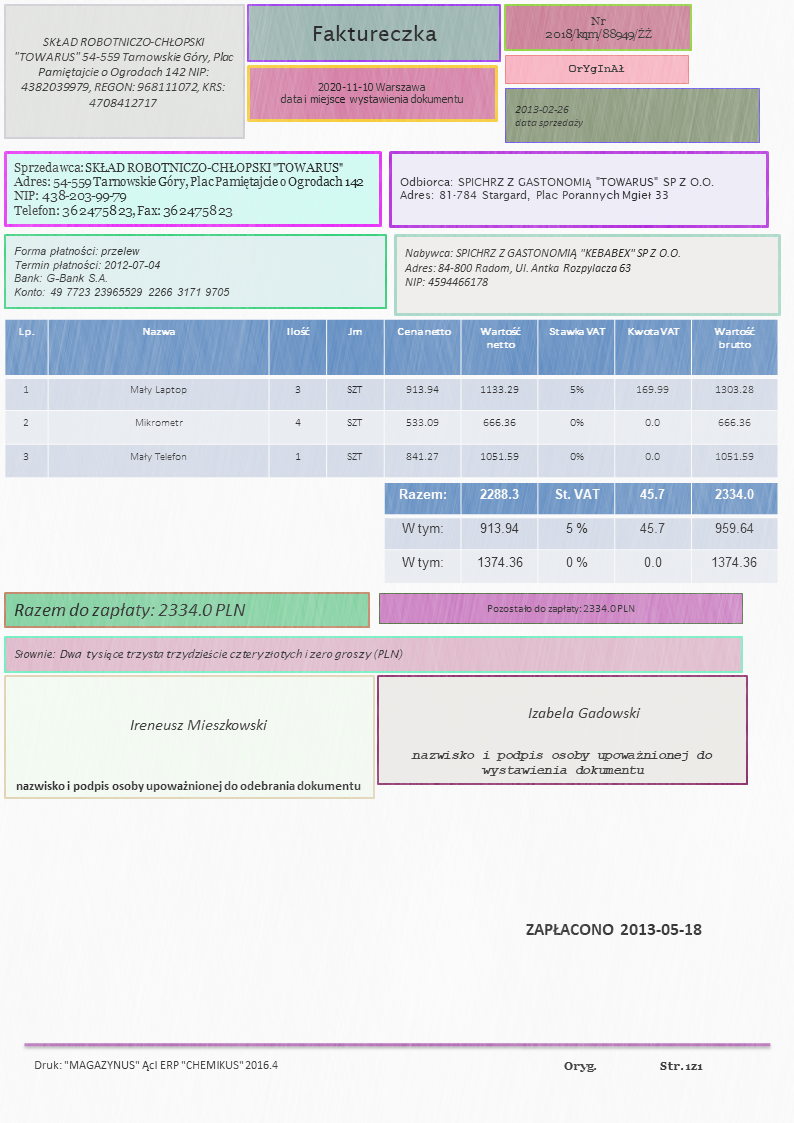 SKŁAD ROBOTNICZO-CHŁOPSKI
"TOWARUS" 54-559 Tarnowskie Góry, Plac
Pamiętajcie o Ogrodach 142 NIP:
4382039979, REGON: 968111072, KRS:
4708412717
Faktureczka
2020-11-10 Warszawa
data i miejsce wystawienia dokumentu
Nr
2018/kqm/88949/ŻŹ
OrYgInAł
2013-02-26
data sprzedaży
Sprzedawca: SKŁAD ROBOTNICZO-CHŁOPSKI "TOWARUS"
Adres: 54-559 Tarnowskie Góry, Plac Pamiętajcie o Ogrodach 142
NIP: 438-203-99-79
Telefon: 362475823, Fax: 362475823
Odbiorca: SPICHRZ Z GASTONOMIĄ "TOWARUS" SP Z O.O.
Adres: 81-784 Stargard, Plac Porannych Mgieł 33
Forma płatności: przelew
Termin płatności: 2012-07-04
Bank: G-Bank S.A.
Konto: 49 7723 23965529 2266 3171 9705
Nabywca: SPICHRZ Z GASTONOMIĄ "KEBABEX" SP Z O.O.
Adres: 84-800 Radom, Ul. Antka Rozpylacza 63
NIP: 4594466178
Lp. Nazwa Ilość Jm Cena netto Wartość netto Stawka VAT Kwota VAT Wartość brutto
1 Mały Laptop 3 SZT 913.94 1133.29 5% 169.99 1303.28
2 Mikrometr 4 SZT 533.09 666.36 0% 0.0 666.36
3 Mały Telefon 1 SZT 841.27 1051.59 0% 0.0 1051.59
Razem: 2288.3 St. VAT 45.7 2334.0
W tym: 913.94 5 % 45.7 959.64
W tym: 1374.36 0 % 0.0 1374.36
Razem do zapłaty: 2334.0 PLN
Pozostało do zapłaty: 2334.0 PLN
Słownie: Dwa tysiące trzysta trzydzieście cztery złotych i zero groszy (PLN)
Ireneusz Mieszkowski
nazwisko i podpis osoby upoważnionej do odebrania dokumentu
Izabela Gadowski
nazwisko i podpis osoby upoważnionej do
wystawienia dokumentu
ZAPŁACONO 2013-05-18
Druk: "MAGAZYNUS" Ącl ERP "CHEMIKUS" 2016.4
Oryg. Str. 1z1